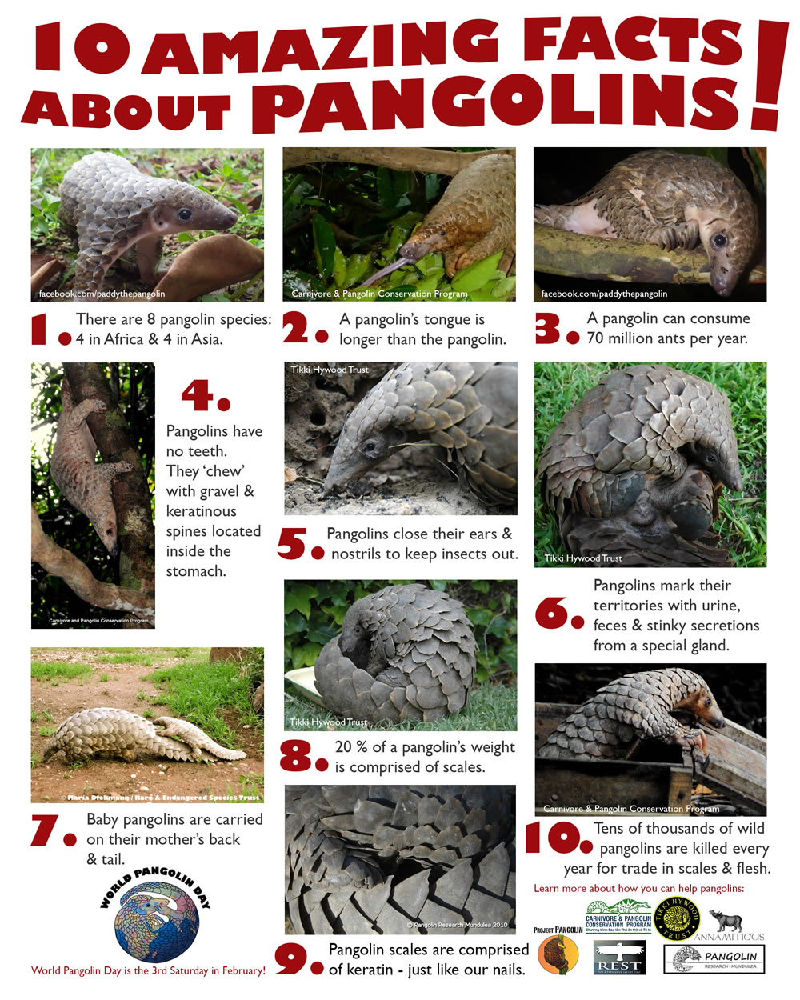 10 AMAZING FACTS
ABOUT PANGOLINS!
facebook.com/paddythepangolin
1. There are 8 pangolin species:
4 in Africa & 4 in Asia.
Carnivore & Pangolin Conservation Program
2. A pangolin's tongue is
longer than the pangolin.
facebook.com/paddythepangolin
3. A pangolin can consume
70 million ants per year.
Carnivore and Pangolin Conservation Program
4.
Pangolins have
no teeth.
They 'chew'
with gravel &
keratinous
spines located
inside the
stomach.
Tikki Hywood Trust
5. Pangolins close their ears &
nostrils to keep insects out.
Tikki Hywood Trust
6. Pangolins mark their
territories with urine,
feces & stinky secretions
from a special gland.
© Maria Diekmann / Rare & Endangered Species Trust
7. Baby pangolins are carried
on their mother's back
& tail.
Tikki Hywood Trust
8. 20 % of a pangolin's weight
is comprised of scales.
© Pangolin Research Mundulea 2010
9. Pangolin scales are comprised
of keratin - just like our nails.
Carnivore & Pangolin Conservation Program
10. Tens of thousands of wild
pangolins are killed every
year for trade in scales & flesh.
WORLD PANGOLIN DAY
World Pangolin Day is the 3rd Saturday in February!
Learn more about how you can help pangolins:
CARNIVORE & PANGOLIN
CONSERVATION PROGRAM
Chương trình Bảo tồn Thú ăn thịt và Tê tê
TIKKI HYWOOD
TRUST
ANNAMITICUS
PROJECT PANGOLIN
REST
PANGOLIN
RESEARCH MUNDULEA